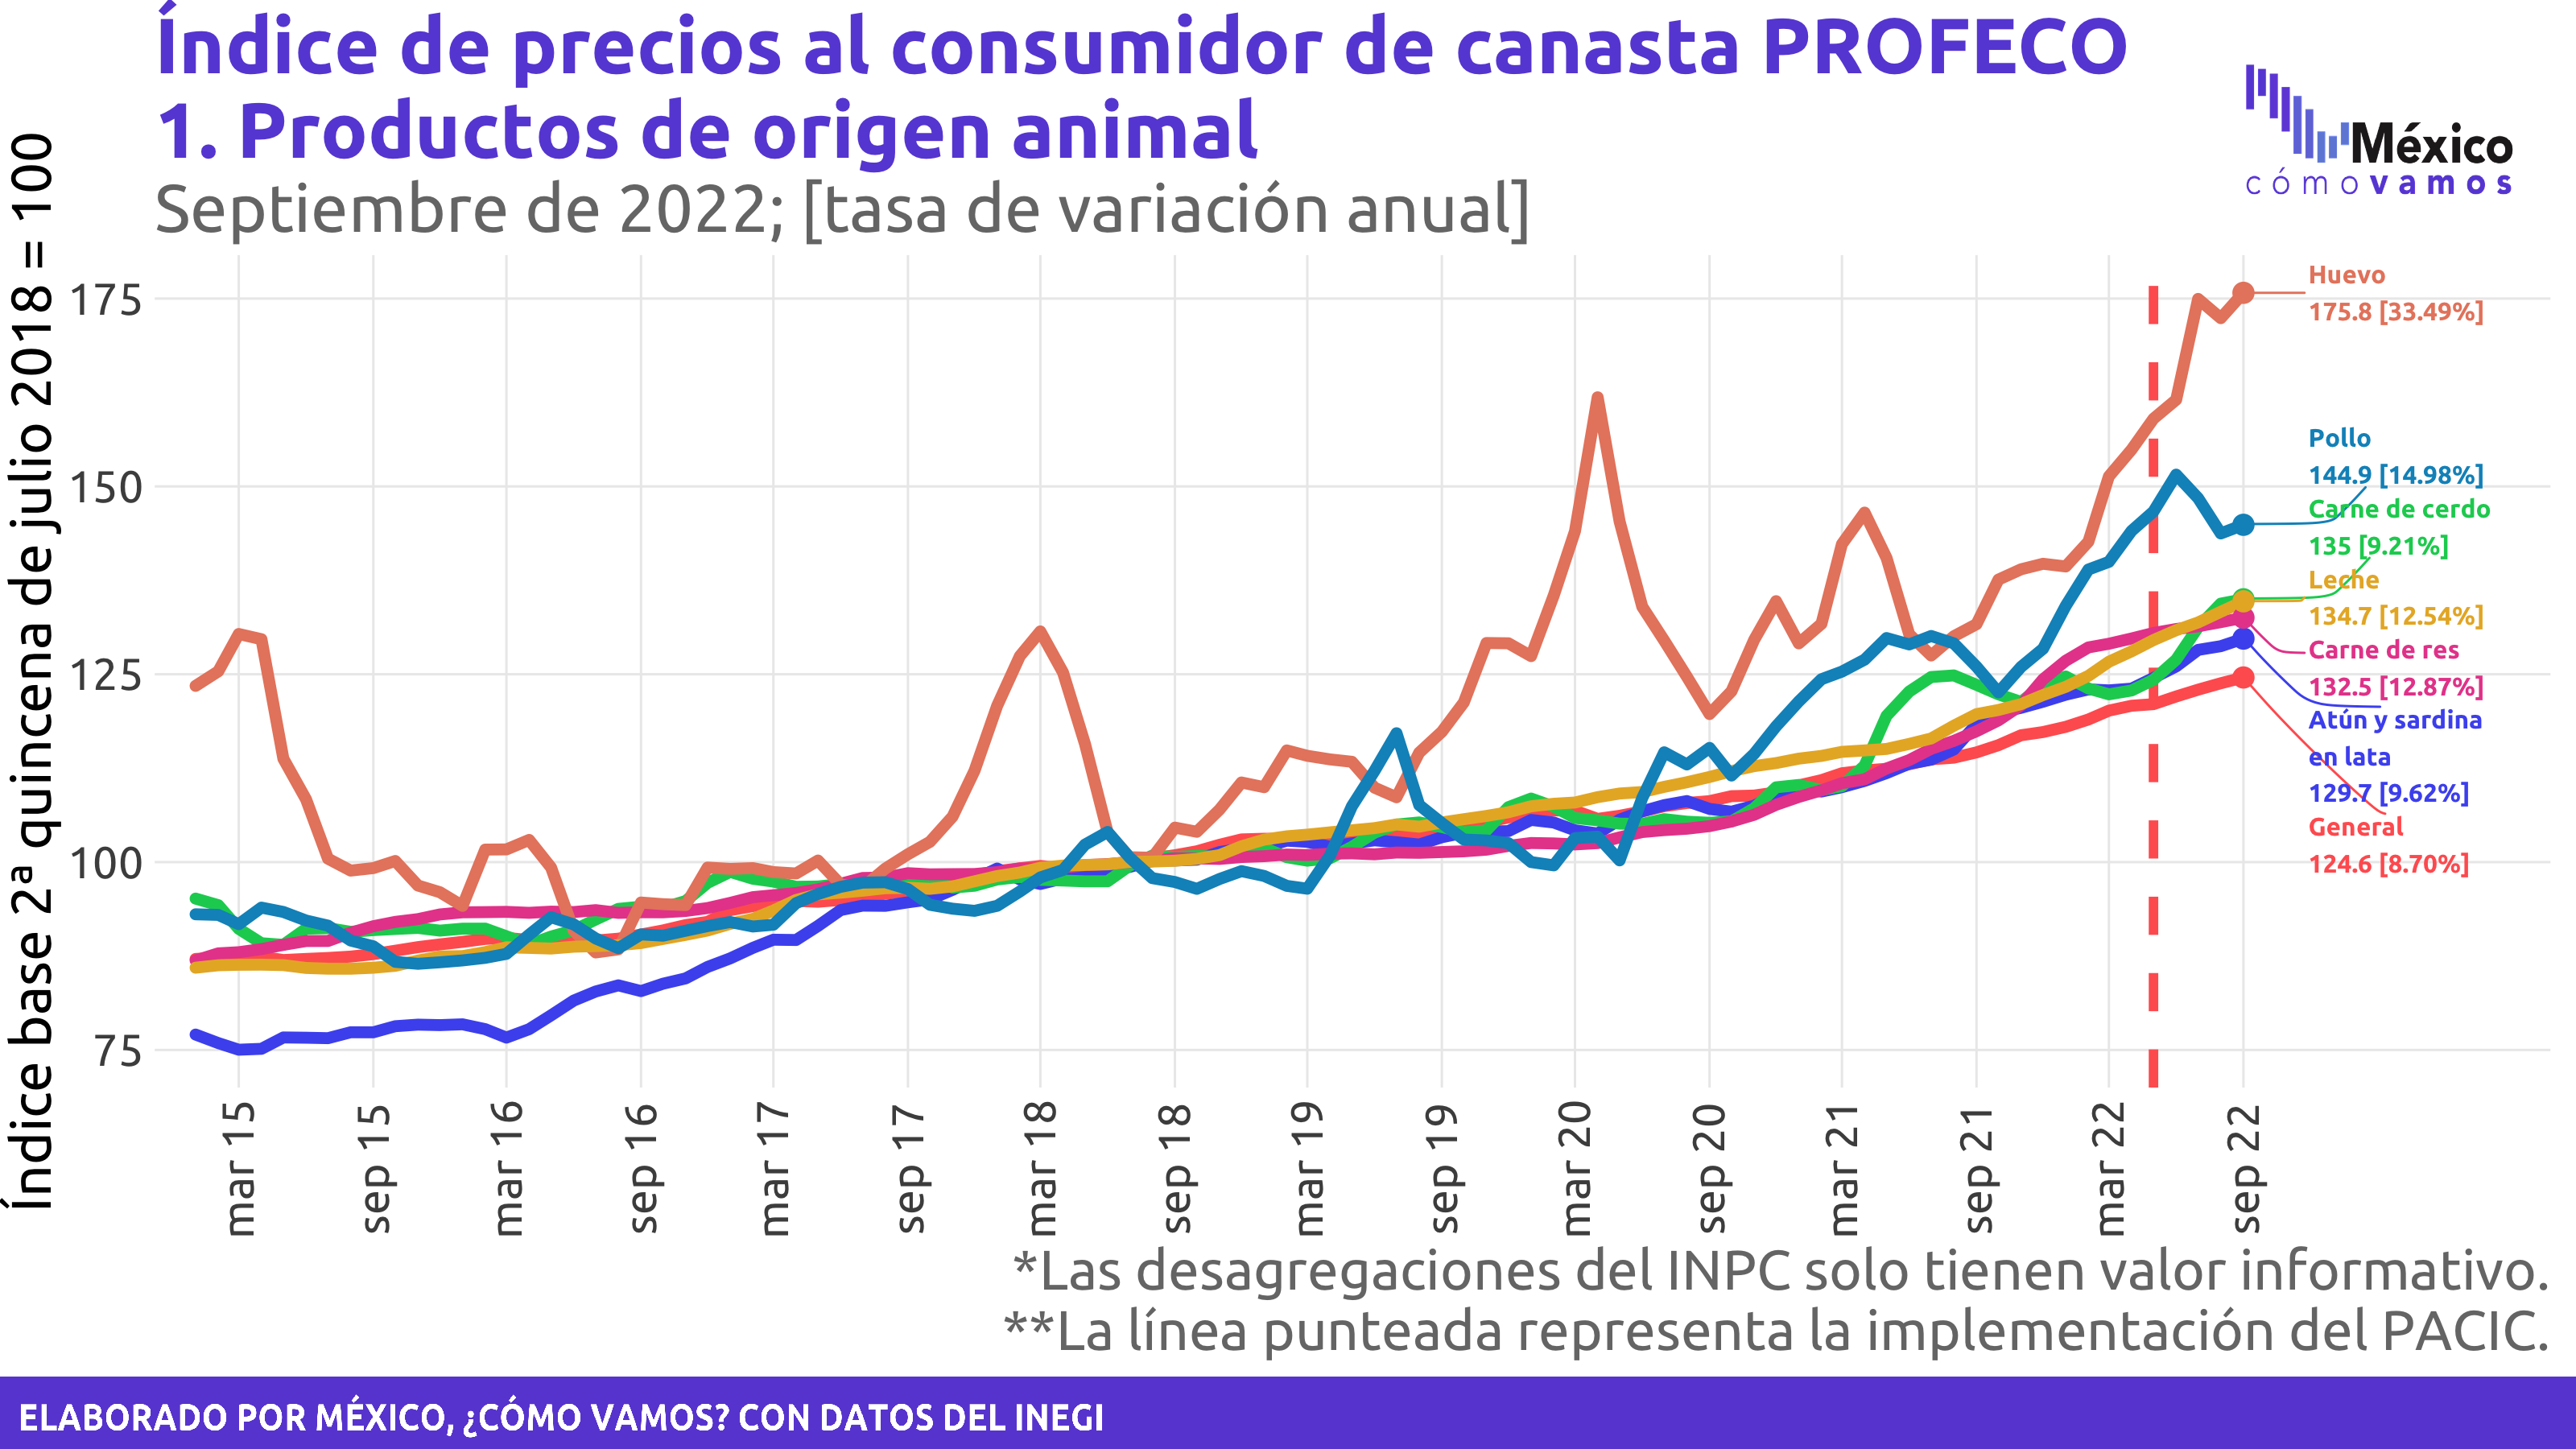 Índice de precios al consumidor de canasta PROFECO
1. Productos de origen animal
Septiembre de 2022; [tasa de variación anual]
México
cómo vamos
Índice base 2ª quincena de julio 2018 = 100
175
150
125
100
75
Huevo
175.8 [33.49%]
Pollo
144.9 [14.98%]
Carne de cerdo
135 [9.21%]
Leche
134.7 [12.54%]
Carne de res
132.5 [12.87%]
Atún y sardina
en lata
129.7 [9.62%]
General
124.6 [8.70%]
mar 15
sep 15
mar 16
sep 16
mar 17
sep 17
mar 18
sep 18
mar 19
sep 19
mar 20
sep 20
mar 21
sep 21
mar 22
sep 22
*Las desagregaciones del INPC solo tienen valor informativo.
**La línea punteada representa la implementación del PACIC.
ELABORADO POR MÉXICO, ¿CÓMO VAMOS? CON DATOS DEL INEGI